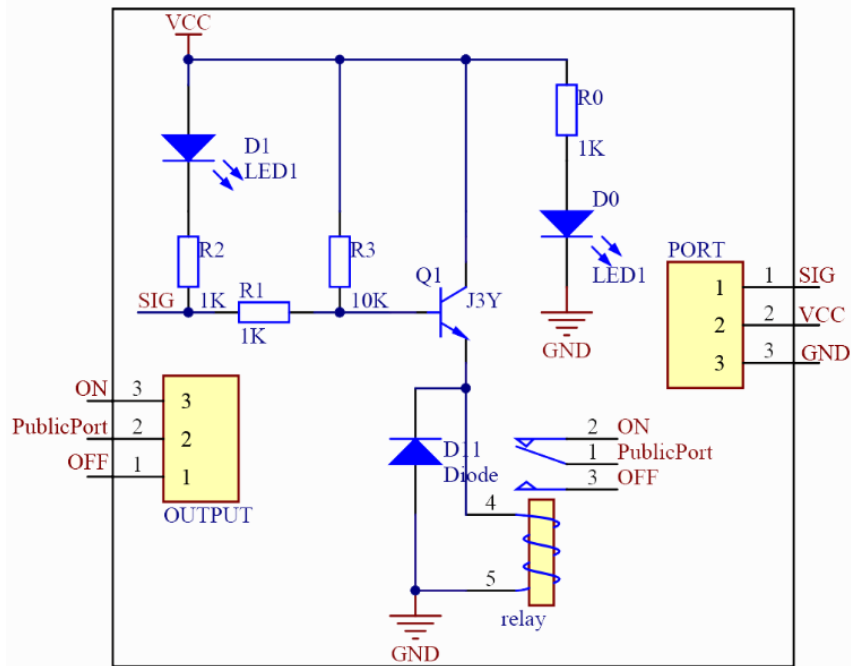 VCC
R0
1K
D1
LED1
D0
LED1
R2
1K
R3
10K
SIG
R1
1K
Q1
J3Y
GND
PORT
1 1 SIG
2 2 VCC
3 3 GND
ON 3 3
PublicPort 2 2
OFF 1 1
OUTPUT
D11
Diode
2 ON
1 PublicPort
3 OFF
4
5
relay
GND